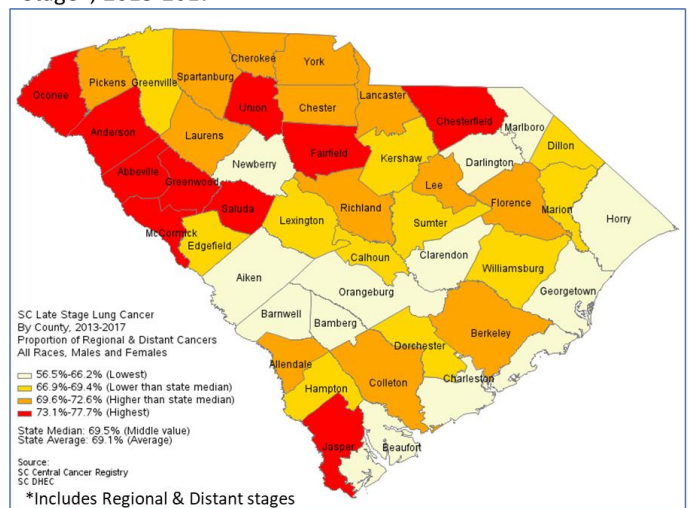 Cherokee
York
Spartanburg
Pickens
Greenville
Oconee
Union
Chester
Lancaster
Chesterfield
Marlboro
Anderson
Laurens
Dillon
Newberry
Fairfield
Kershaw
Darlington
Abbeville
Greenwood
Lee
Florence
Marion
Saluda
Richland
Horry
McCormick
Lexington
Sumter
Edgefield
Calhoun
Clarendon
Williamsburg
Aiken
Orangeburg
Georgetown
Barnwell
Bamberg
Berkeley
Dorchester
Allendale
Charleston
Colleton
Hampton
Jasper
Beaufort
SC Late Stage Lung Cancer
By County, 2013-2017
Proportion of Regional & Distant Cancers
All Races, Males and Females
56.5%-66.2% (Lowest)
66.9%-69.4% (Lower than state median)
69.6%-72.6% (Higher than state median)
73.1%-77.7% (Highest)
State Median: 69.5% (Middle value)
State Average: 69.1% (Average)
Source:
SC Central Cancer Registry
SC DHEC
*Includes Regional & Distant stages